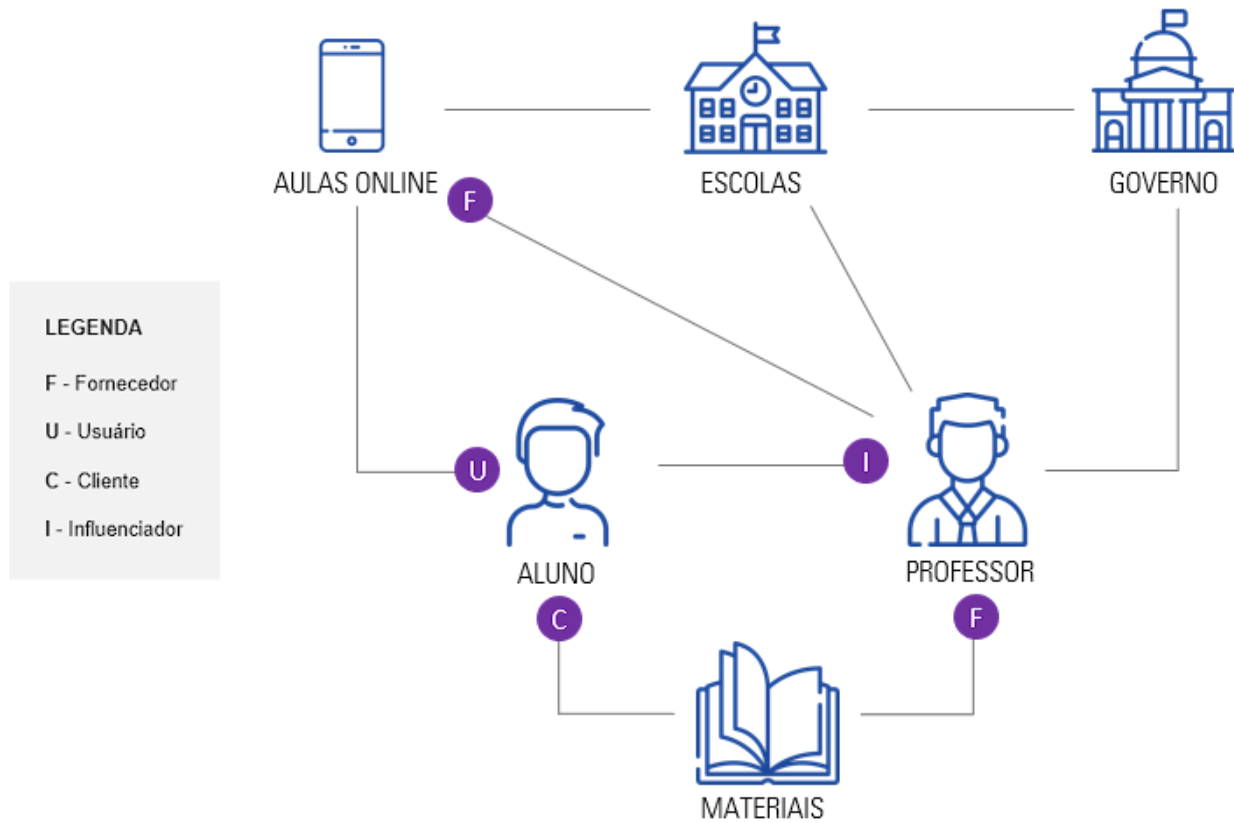 AULAS ONLINE
ESCOLAS
GOVERNO
F
LEGENDA
F - Fornecedor
U - Usuário
C - Cliente
I - Influenciador
U
I
ALUNO
PROFESSOR
C
F
MATERIAIS